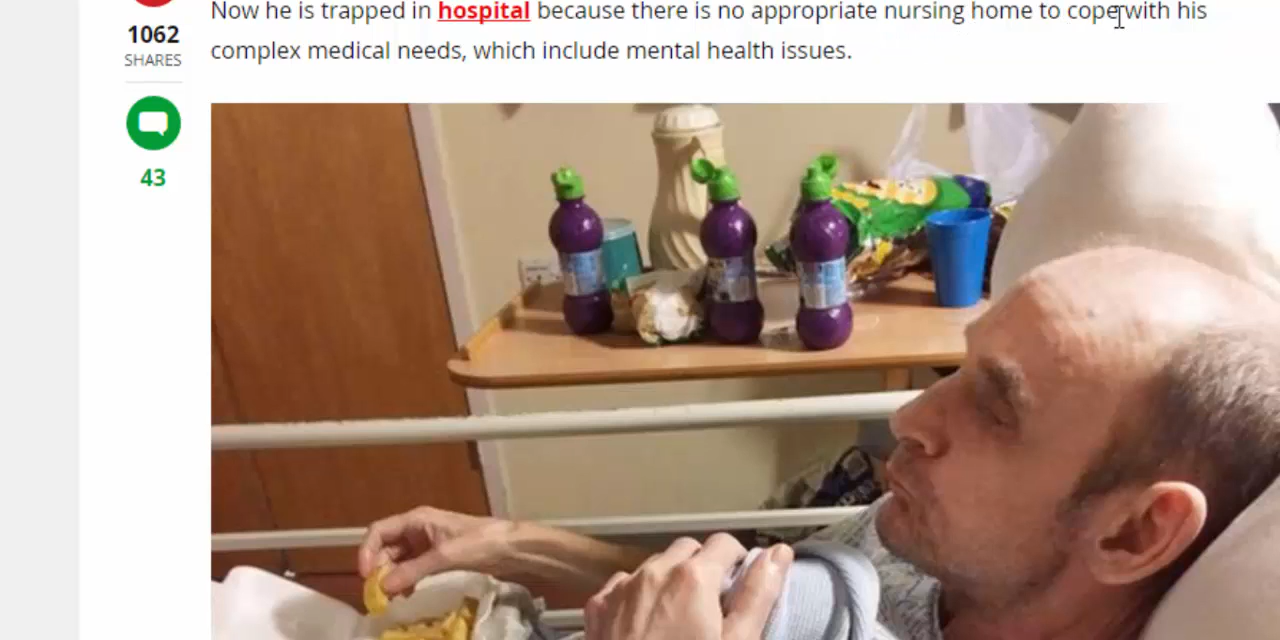 Now he is trapped in hospital because there is no appropriate nursing home to cope with his
complex medical needs, which include mental health issues.
1062
SHARES
43